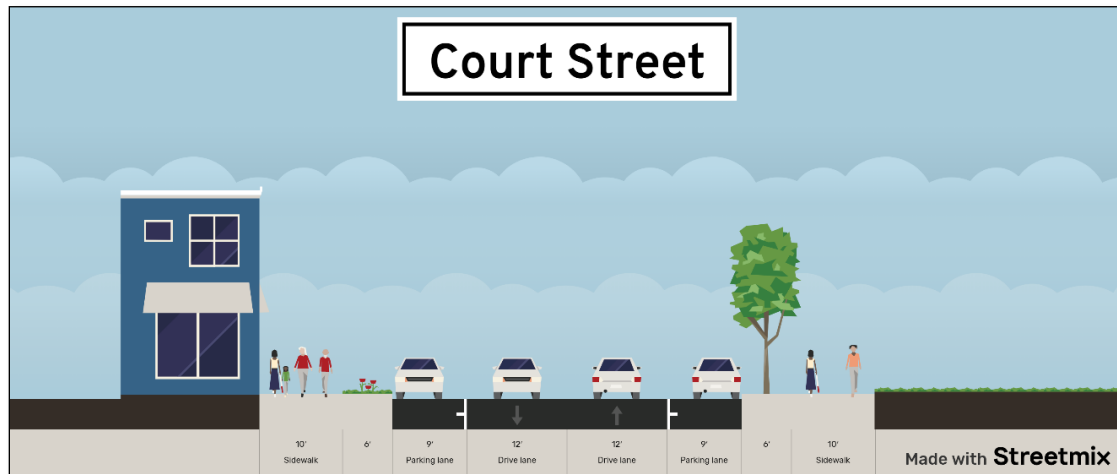 Court Street
10' 6' 9' 12' 12' 9' 6' 10'
Sidewalk Parking lane Drive lane Drive lane Parking lane Sidewalk
Made with Streetmix